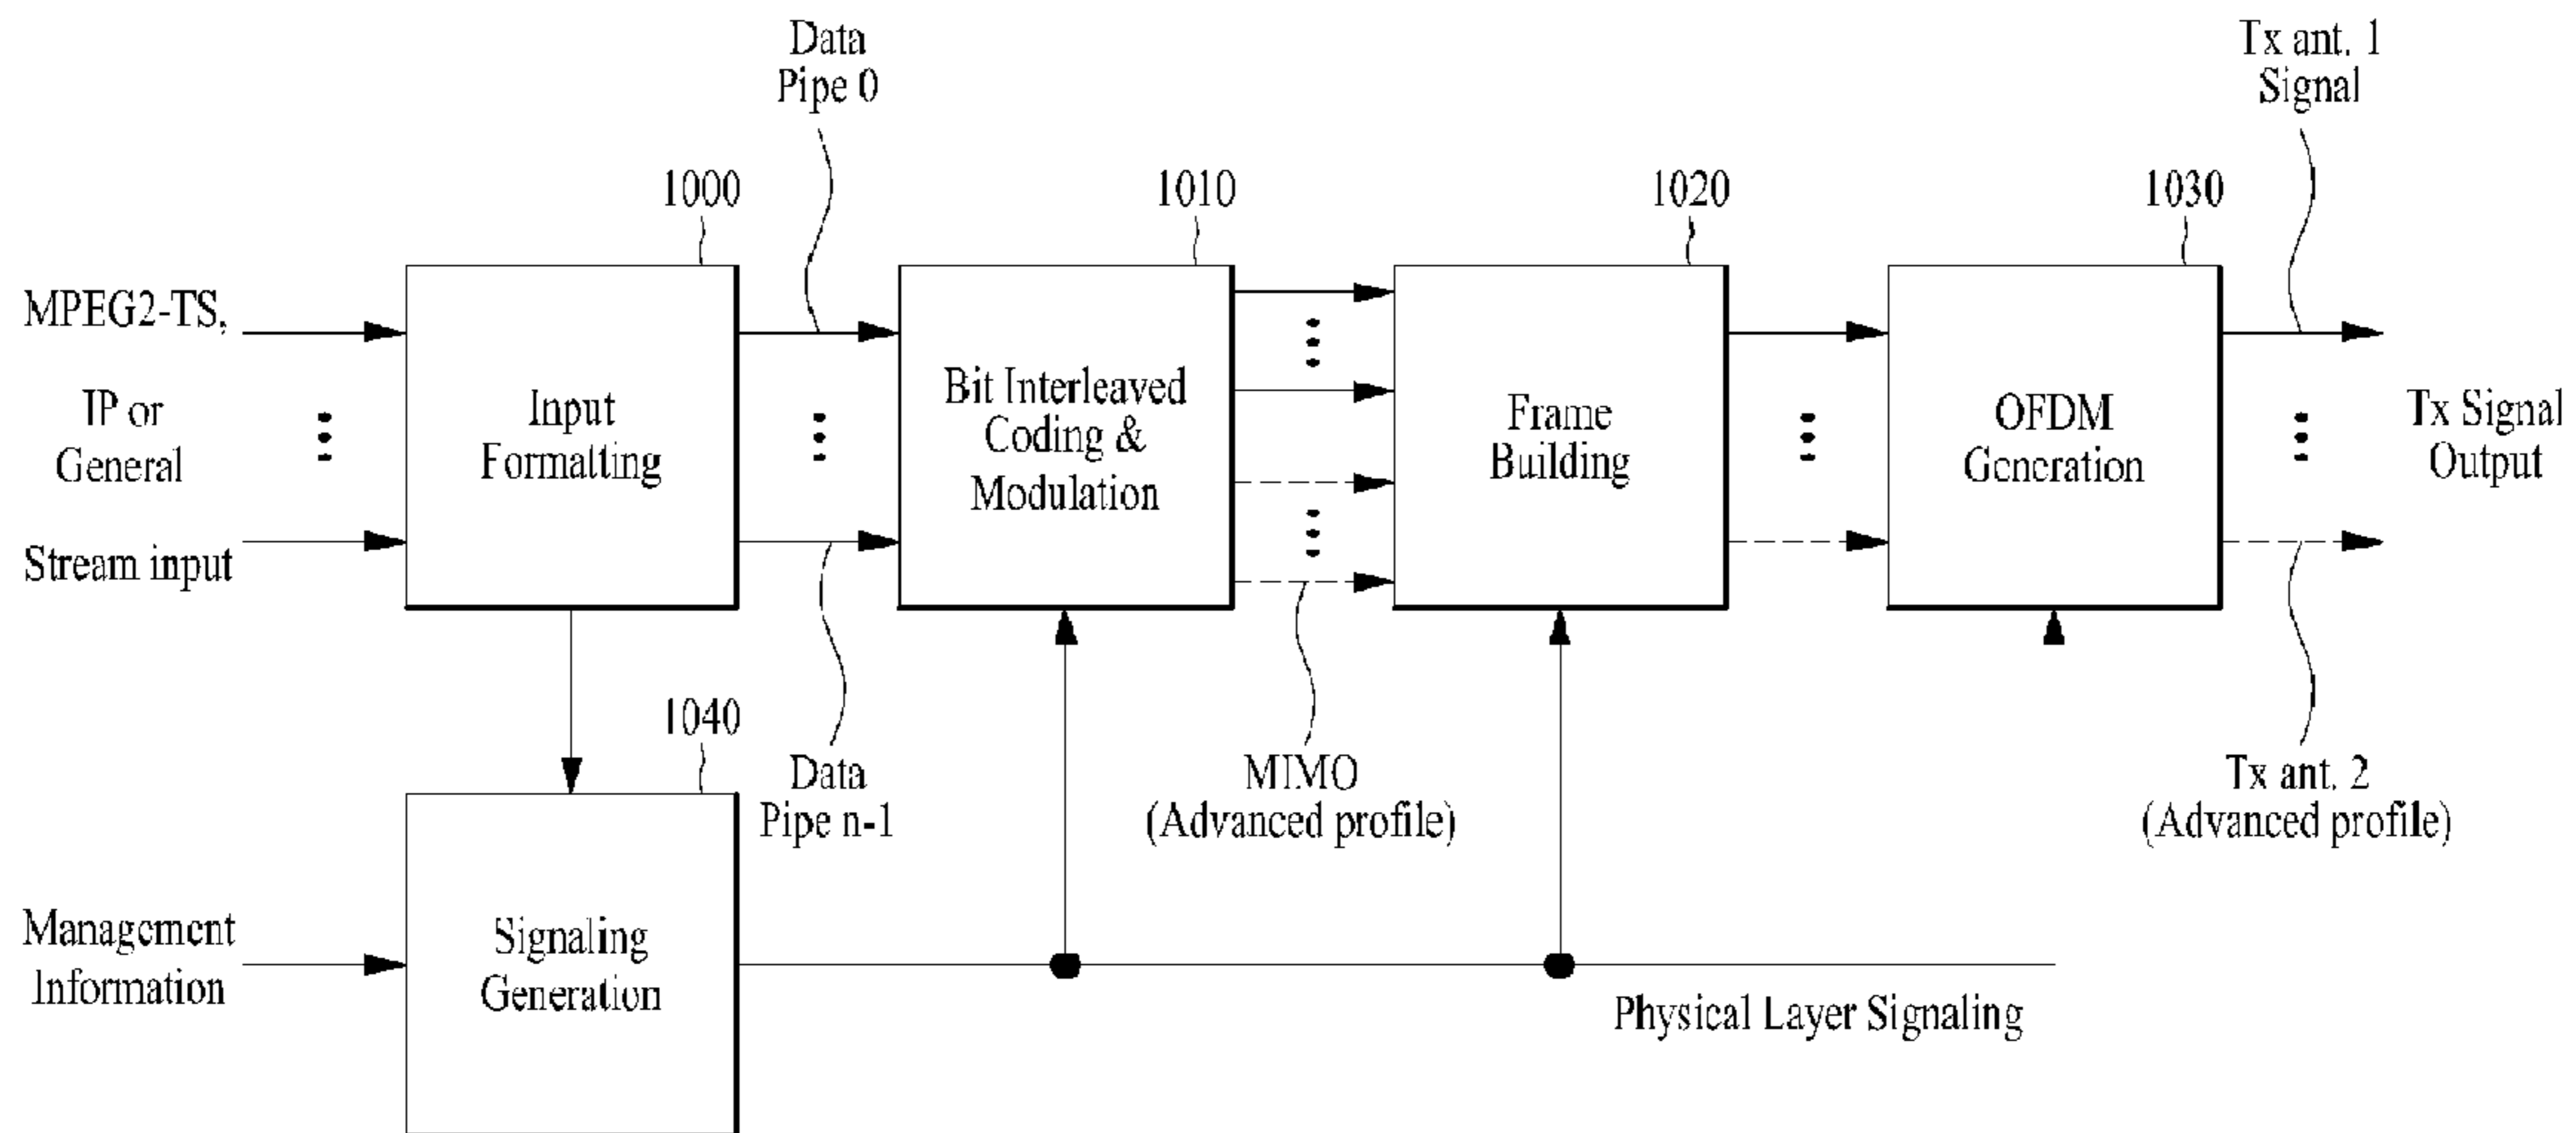 Data
Pipe 0
Tx ant. 1
Signal
1000
1010
1020
1030
MPEG2-TS,
IP or
General
Stream input
Input
Formatting
Bit Interleaved
Coding &
Modulation
Frame
Building
OFDM
Generation
Tx Signal
Output
1040
Data
Pipe n-1
MIMO
(Advanced profile)
Tx ant. 2
(Advanced profile)
Management
Information
Signaling
Generation
Physical Layer Signaling